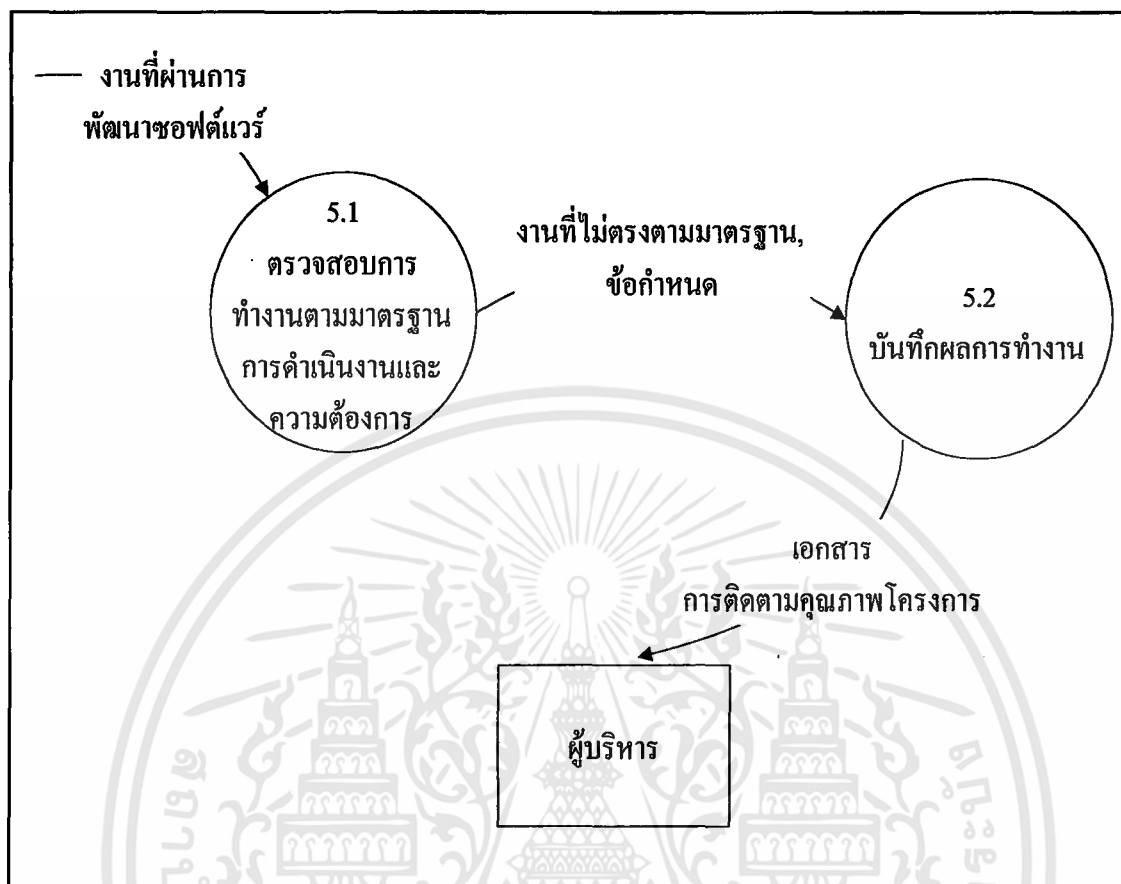 งานที่ผ่านการ
พัฒนาซอฟต์แวร์
5.1
ตรวจสอบการ
ทำงานตามมาตรฐาน
การดำเนินงานและ
ความต้องการ
งานที่ไม่ตรงตามมาตรฐาน,
ข้อกำหนด
5.2
บันทึกผลการทำงาน
เอกสาร
การติดตามคุณภาพโครงการ
ผู้บริหาร